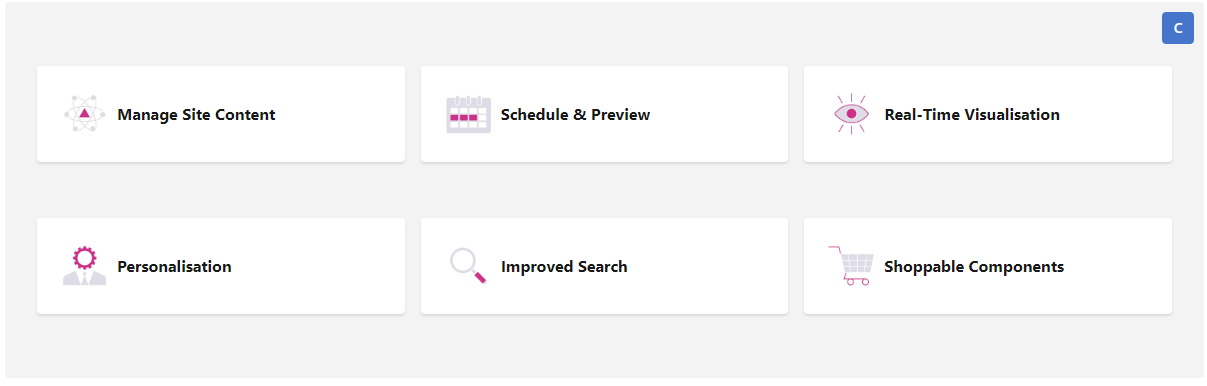 C
Manage Site Content
Schedule & Preview
Real-Time Visualisation
Personalisation
Improved Search
Shoppable Components